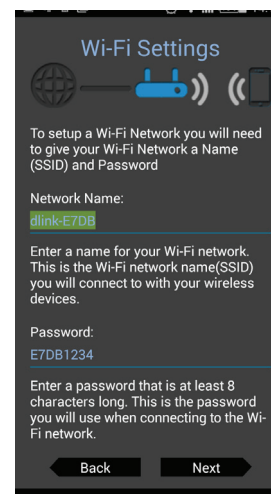 Wi-Fi Settings
To setup a Wi-Fi Network you will need
to give your Wi-Fi Network a Name
(SSID) and Password
Network Name:
dlink-E7DB
Enter a name for your Wi-Fi network.
This is the Wi-Fi network name(SSID)
you will connect to with your wireless
devices.
Password:
E7DB1234
Enter a password that is at least 8
characters long. This is the password
you will use when connecting to the Wi-
Fi network.
Back Next